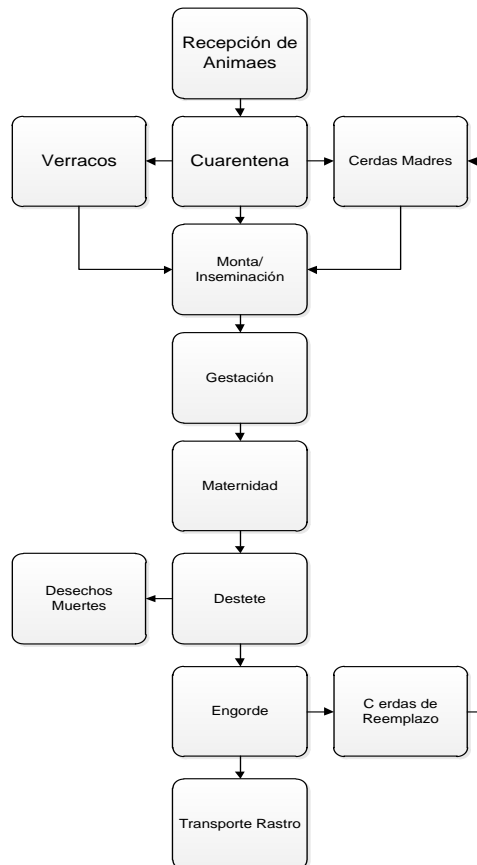 Recepción de
Animaes
Verracos
Cuarentena
Cerdas Madres
Monta/
Inseminación
Gestación
Maternidad
Desechos
Muertes
Destete
Engorde
C erdas de
Reemplazo
Transporte Rastro